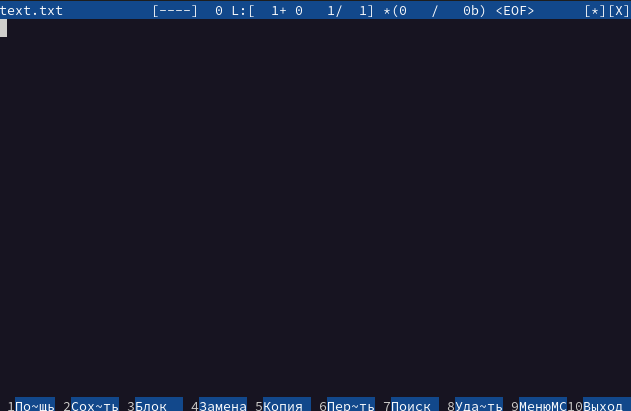 text.txt [----] 0 L:[ 1+ 0 1/ 1] *(0 / 0b) <EOF> [*][X]
1По~щь 2Сох~ть 3Блок 4Замена 5Копия 6Пер~ть 7Поиск 8Уда~ть 9МенюMC 10Выход